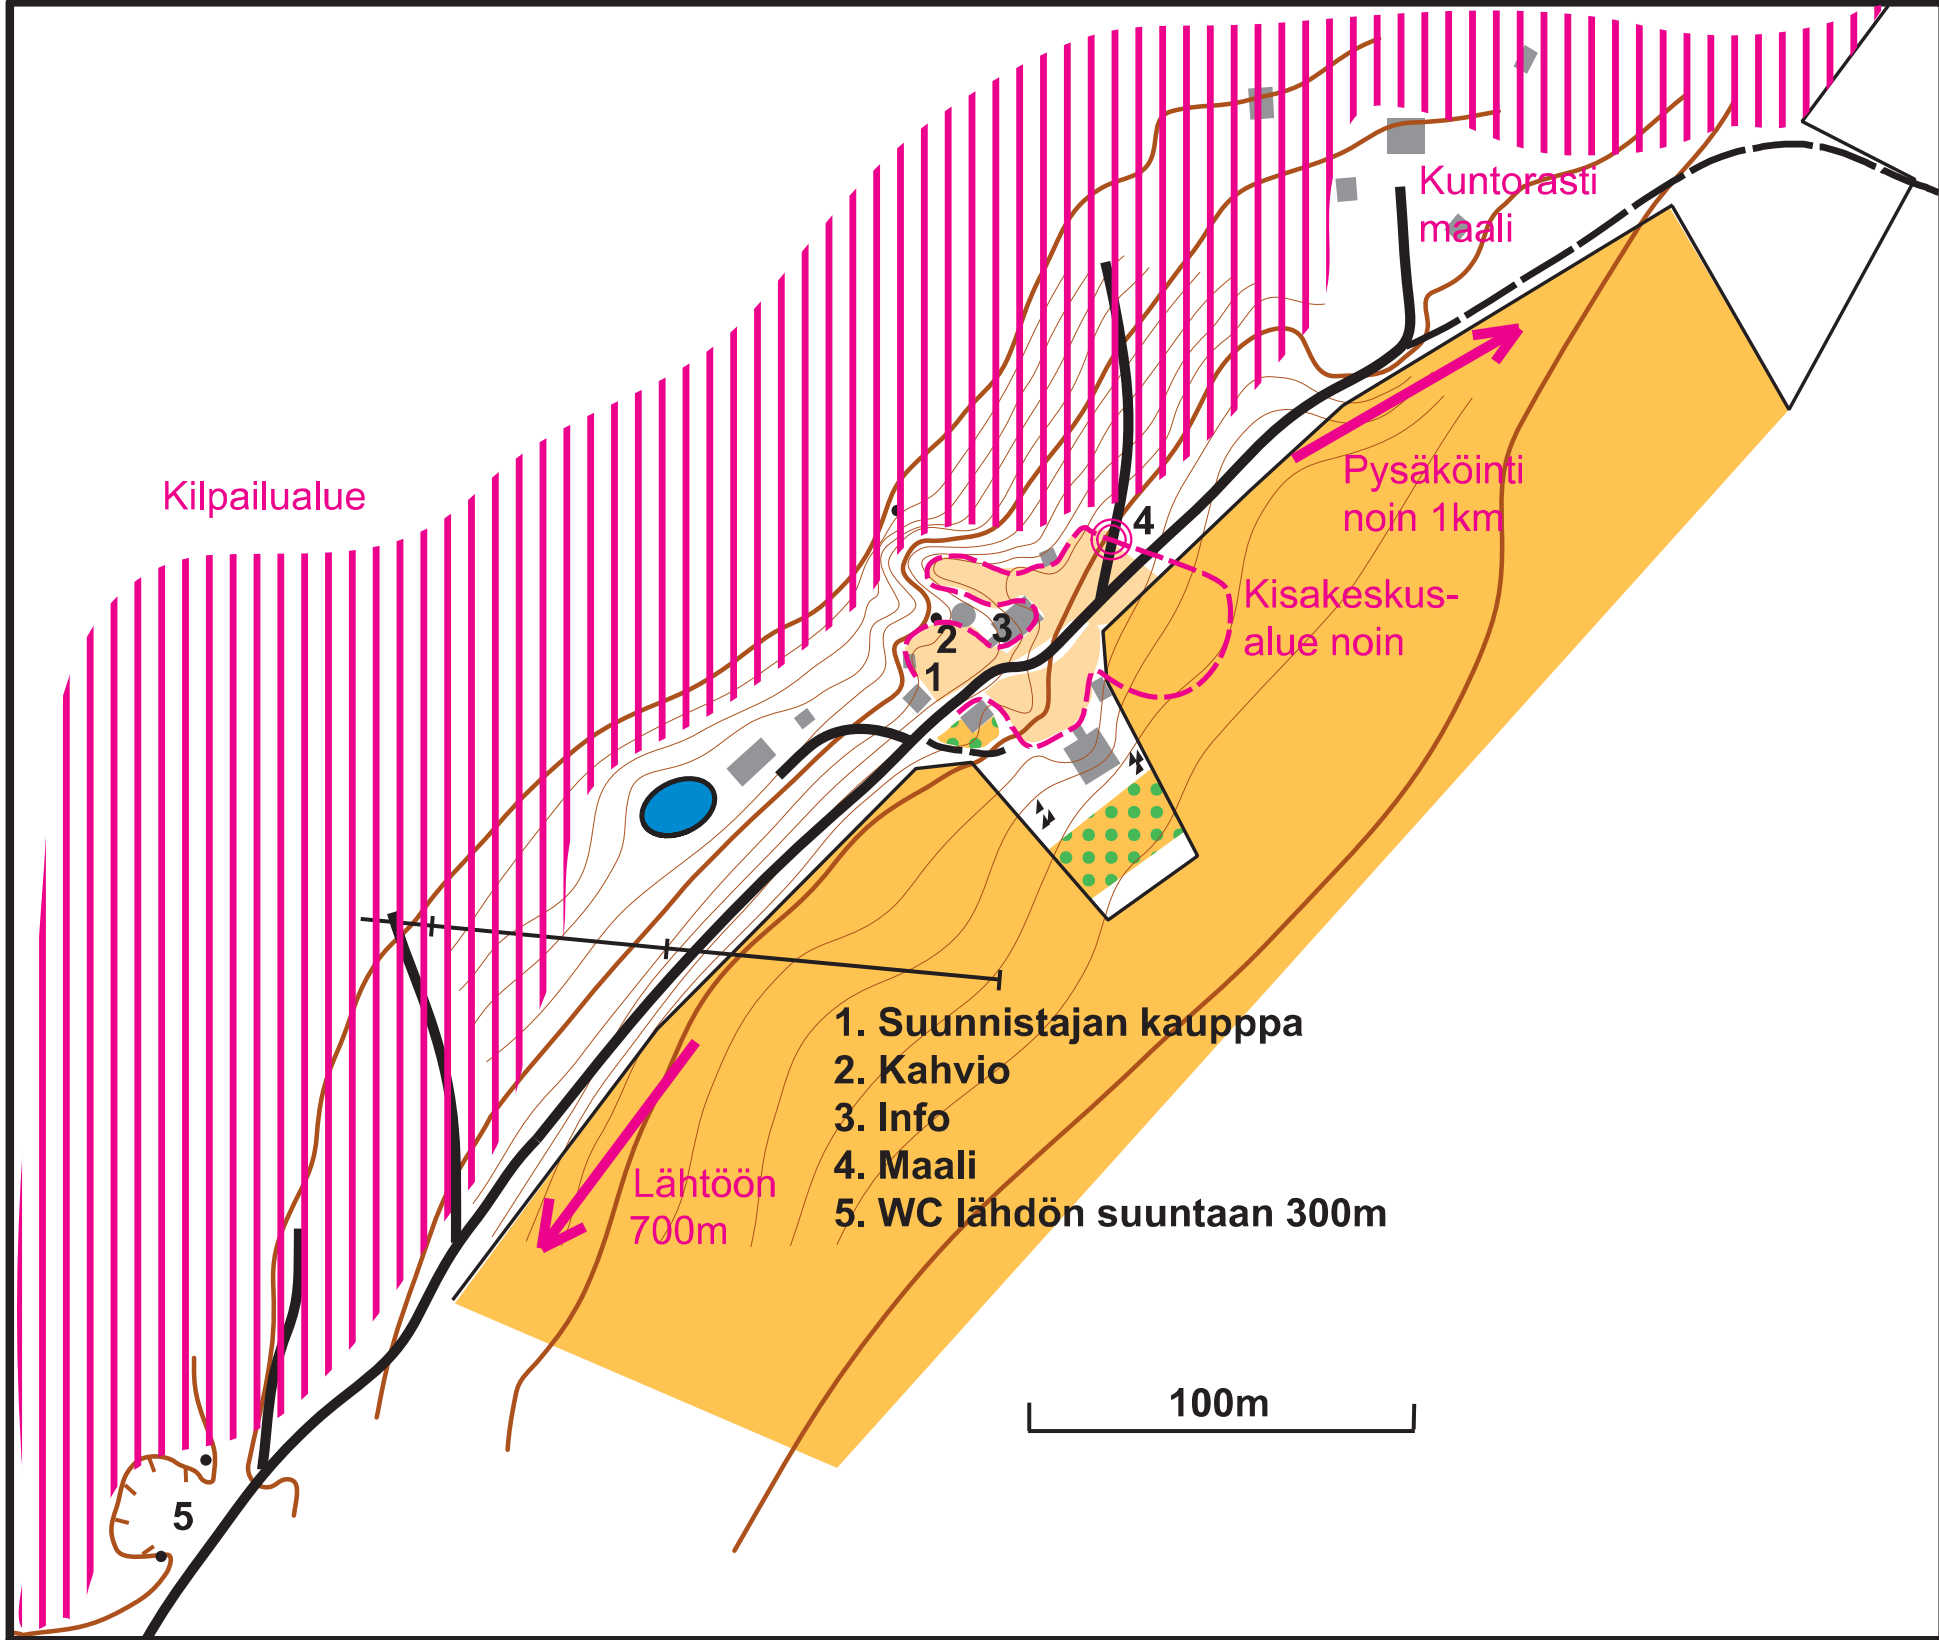 Kuntorasti
maali
Kilpailualue
Pysäköinti
noin 1km
4
Kisakeskus-
alue noin
2
3
1
1. Suunnistajan kaupppa
2. Kahvio
3. Info
4. Maali
5. WC lähdön suuntaan 300m
Lähtöön
700m
100m
5